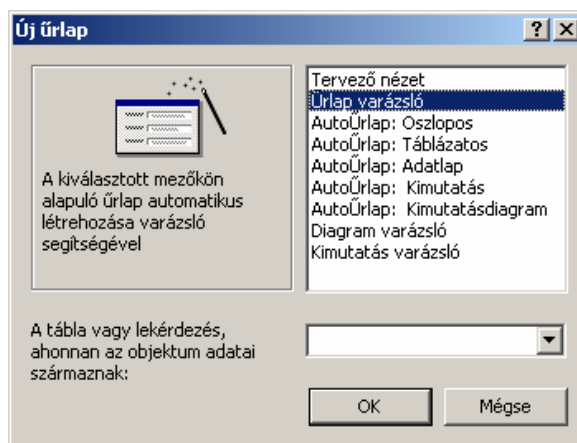 Új űrlap
A kiválasztott mezőkön
alapuló űrlap automatikus
létrehozása varázsló
segítségével
Tervező nézet
Űrlap varázsló
AutoŰrlap: Oszlopos
AutoŰrlap: Táblázatos
AutoŰrlap: Adatlap
AutoŰrlap: Kimutatás
AutoŰrlap: Kimutatásdiagram
Diagram varázsló
Kimutatás varázsló
A tábla vagy lekérdezés,
ahonnan az objektum adatai
származnak:
OK
Mégse